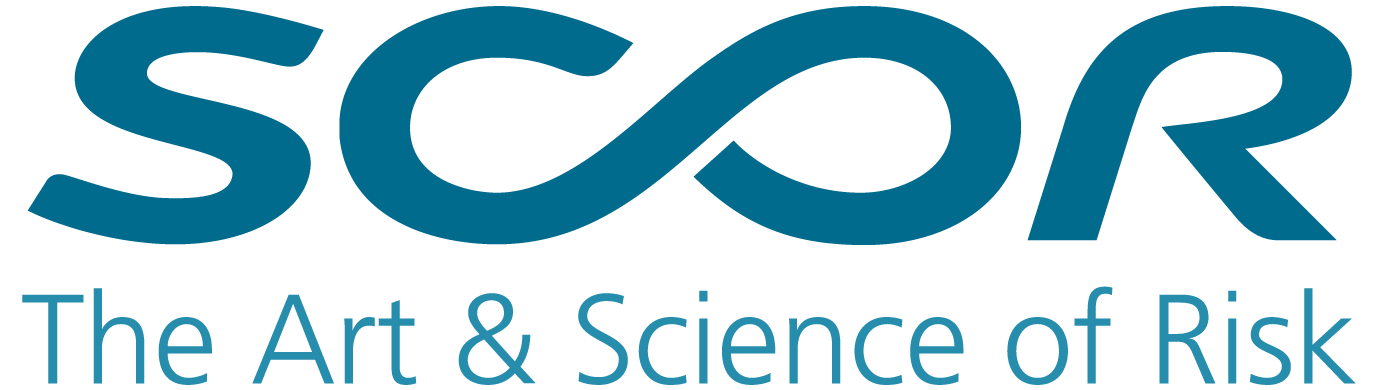 SCOR
The Art & Science of Risk